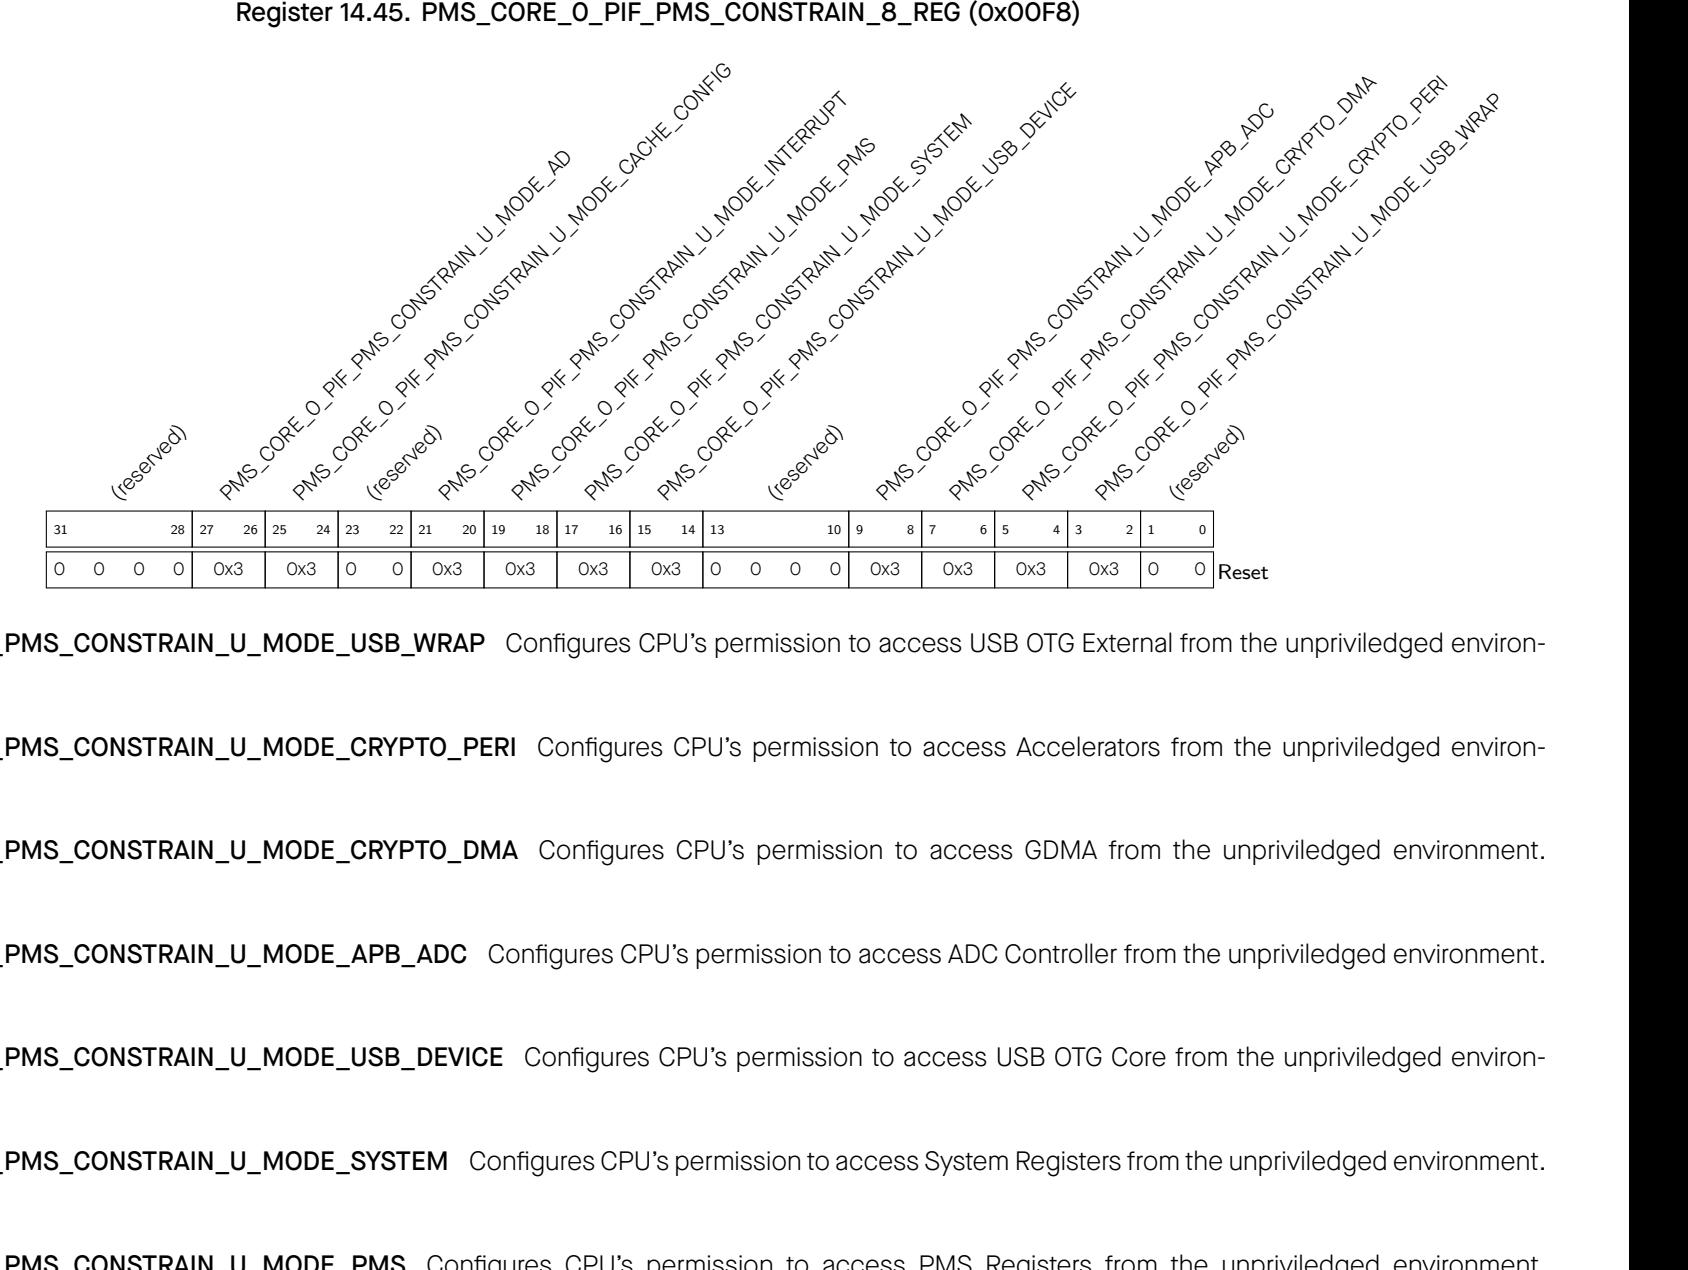 Register 14.45. PMS_CORE_0_PIF_PMS_CONSTRAIN_8_REG (0x00F8)
(reserved)
PMS_CORE_0_PIF_PMS_CONSTRAIN_U_MODE_AD
PMS_CORE_0_PIF_PMS_CONSTRAIN_U_MODE_CACHE_CONFIG
(reserved)
PMS_CORE_0_PIF_PMS_CONSTRAIN_U_MODE_INTERRUPT
PMS_CORE_0_PIF_PMS_CONSTRAIN_U_MODE_PMS
PMS_CORE_0_PIF_PMS_CONSTRAIN_U_MODE_SYSTEM
PMS_CORE_0_PIF_PMS_CONSTRAIN_U_MODE_USB_DEVICE
(reserved)
PMS_CORE_0_PIF_PMS_CONSTRAIN_U_MODE_APB_ADC
PMS_CORE_0_PIF_PMS_CONSTRAIN_U_MODE_CRYPTO_DMA
PMS_CORE_0_PIF_PMS_CONSTRAIN_U_MODE_CRYPTO_PERI
PMS_CORE_0_PIF_PMS_CONSTRAIN_U_MODE_USB_WRAP
(reserved)
31 28 27 26 25 24 23 22 21 20 19 18 17 16 15 14 13 10 9 8 7 6 5 4 3 2 1 0
0 0 0 0 0x3 0x3 0 0 0x3 0x3 0x3 0x3 0 0 0 0 0x3 0x3 0x3 0x3 0 0 Reset
_PMS_CONSTRAIN_U_MODE_USB_WRAP Configures CPU's permission to access USB OTG External from the unpriviledged environ-
_PMS_CONSTRAIN_U_MODE_CRYPTO_PERI Configures CPU's permission to access Accelerators from the unpriviledged environ-
_PMS_CONSTRAIN_U_MODE_CRYPTO_DMA Configures CPU's permission to access GDMA from the unpriviledged environment.
_PMS_CONSTRAIN_U_MODE_APB_ADC Configures CPU's permission to access ADC Controller from the unpriviledged environment.
_PMS_CONSTRAIN_U_MODE_USB_DEVICE Configures CPU's permission to access USB OTG Core from the unpriviledged environ-
_PMS_CONSTRAIN_U_MODE_SYSTEM Configures CPU's permission to access System Registers from the unpriviledged environment.
PMS_CONSTRAIN_U_MODE_PMS Configures CPU's permission to access PMS Registers from the unpriviledged environment.